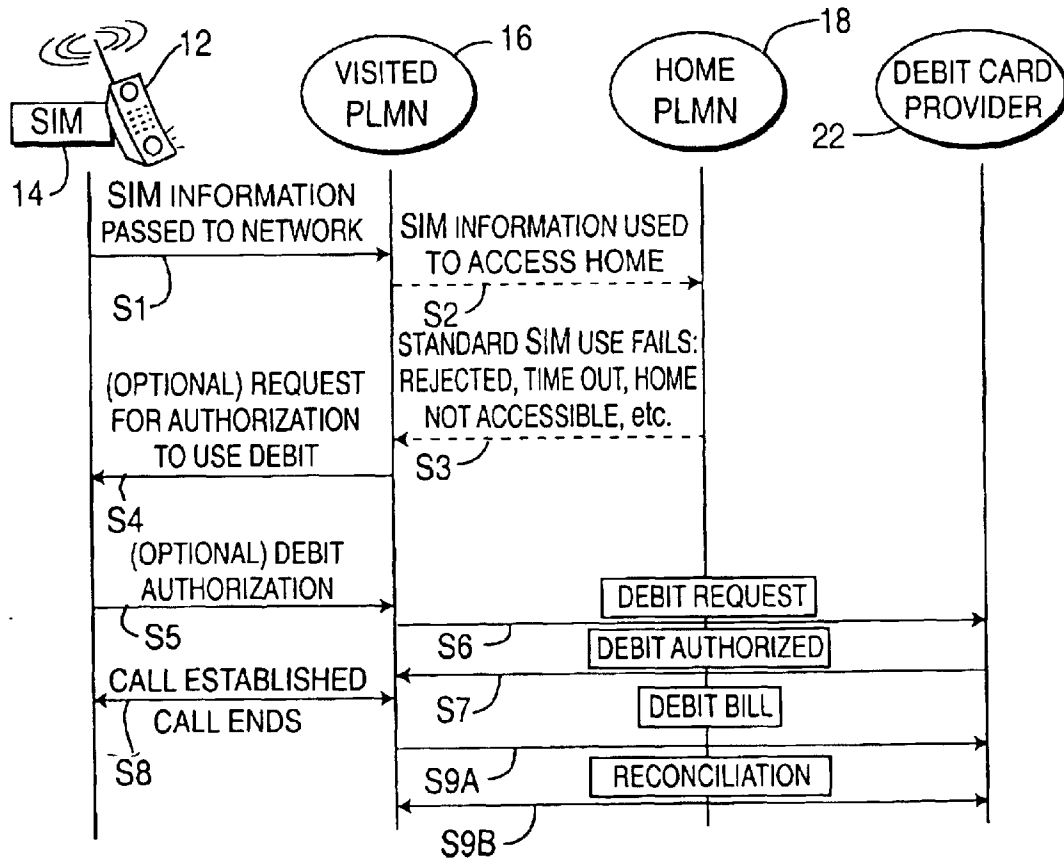 12
16
18
VISITED
PLMN
HOME
PLMN
DEBIT CARD
PROVIDER
SIM
22
14
SIM INFORMATION
PASSED TO NETWORK
S1
SIM INFORMATION USED
TO ACCESS HOME
S2
STANDARD SIM USE FAILS:
REJECTED, TIME OUT, HOME
NOT ACCESSIBLE, etc.
S3
(OPTIONAL) REQUEST
FOR AUTHORIZATION
TO USE DEBIT
S4
(OPTIONAL) DEBIT
AUTHORIZATION
S5
DEBIT REQUEST
S6
DEBIT AUTHORIZED
S7
CALL ESTABLISHED
CALL ENDS
S8
DEBIT BILL
S9A
RECONCILIATION
S9B